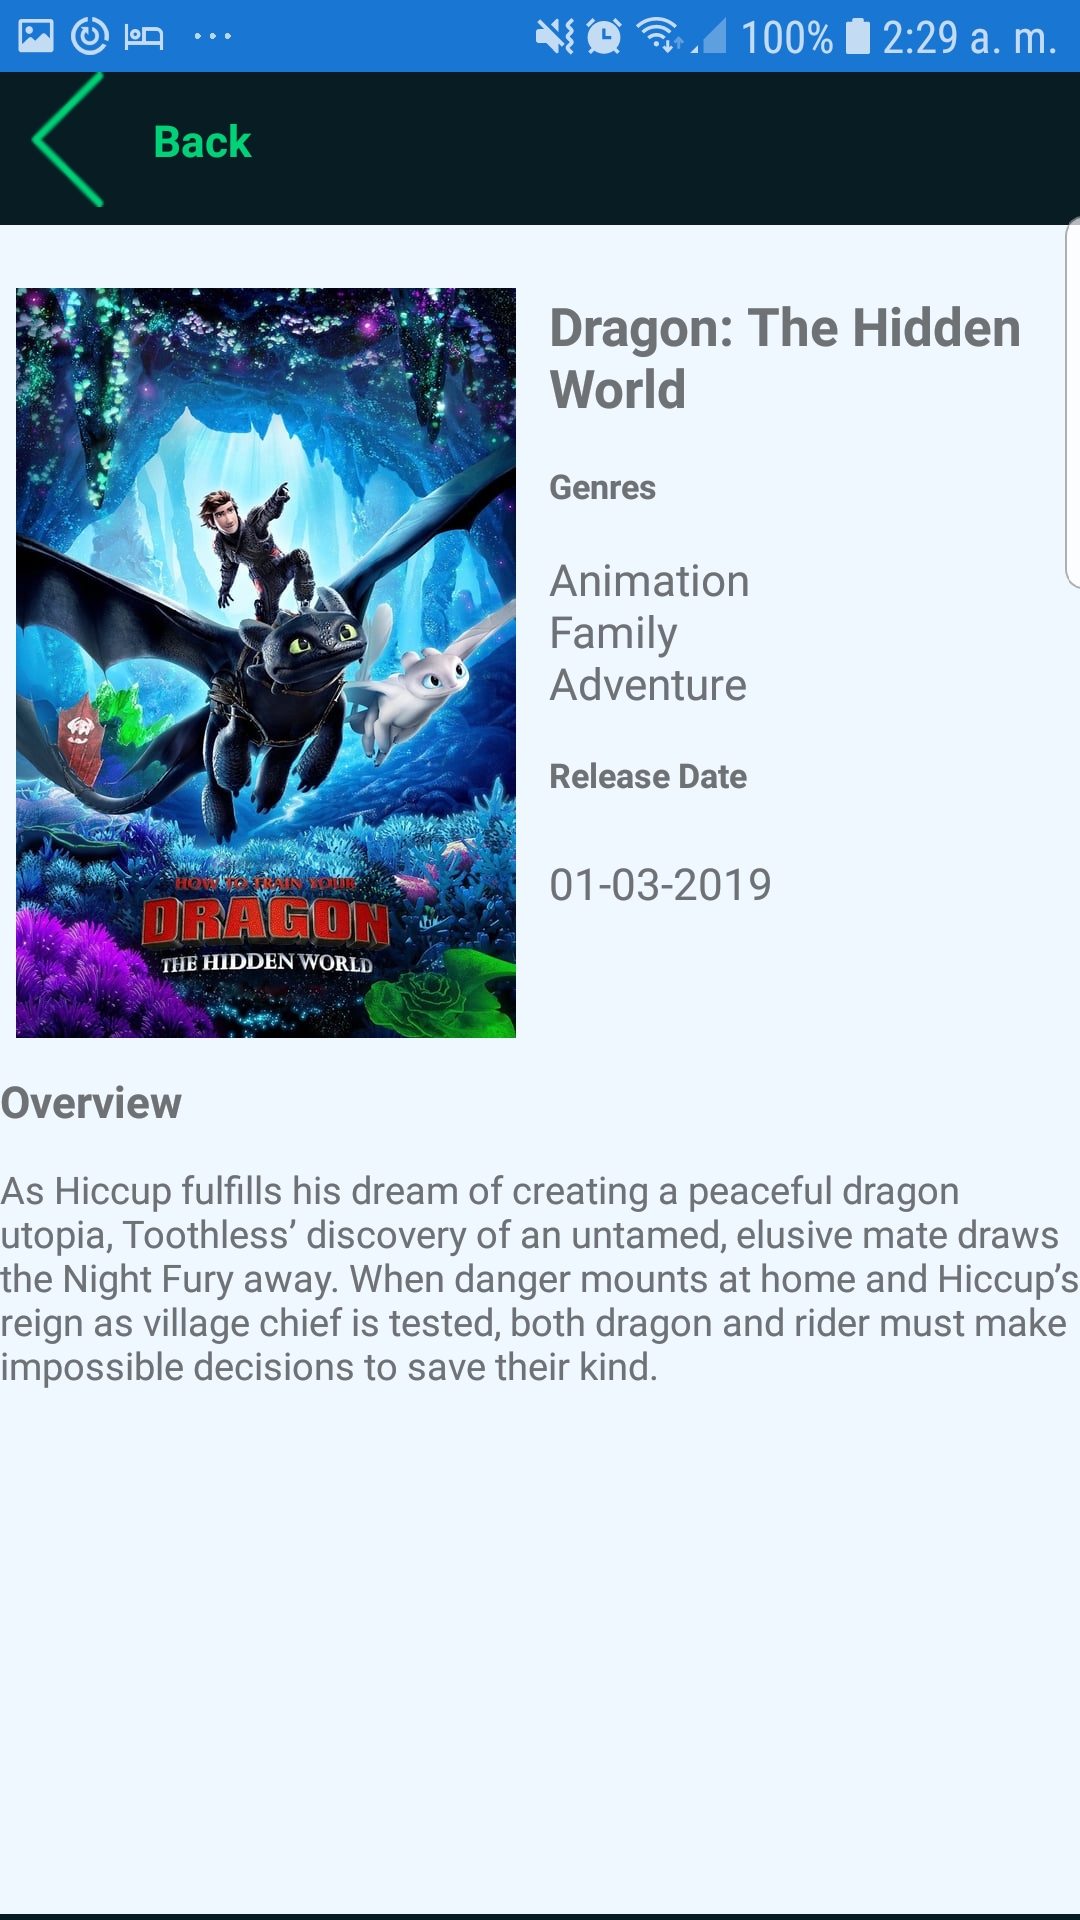 100% 2:29 a. m.
Back
Dragon: The Hidden
World
Genres
Animation
Family
Adventure
Release Date
01-03-2019
HOW TO TRAIN YOUR
DRAGON
THE HIDDEN WORLD
Overview
As Hiccup fulfills his dream of creating a peaceful dragon
utopia, Toothless’ discovery of an untamed, elusive mate draws
the Night Fury away. When danger mounts at home and Hiccup’s
reign as village chief is tested, both dragon and rider must make
impossible decisions to save their kind.